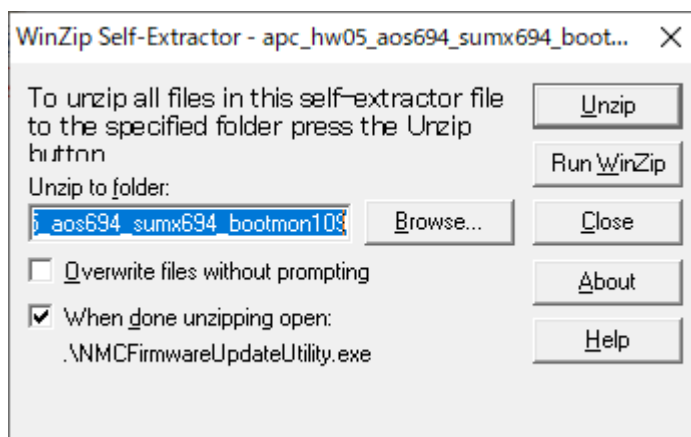 WinZip Self-Extractor - apc_hw05_aos694_sumx694_boot...
To unzip all files in this self-extractor file
to the specified folder press the Unzip
button
Unzip to folder:
5_aos694_sumx694_bootmon109
Browse...
Overwrite files without prompting
When done unzipping open:
.\NMCFirmwareUpdateUtility.exe
Unzip
Run WinZip
Close
About
Help